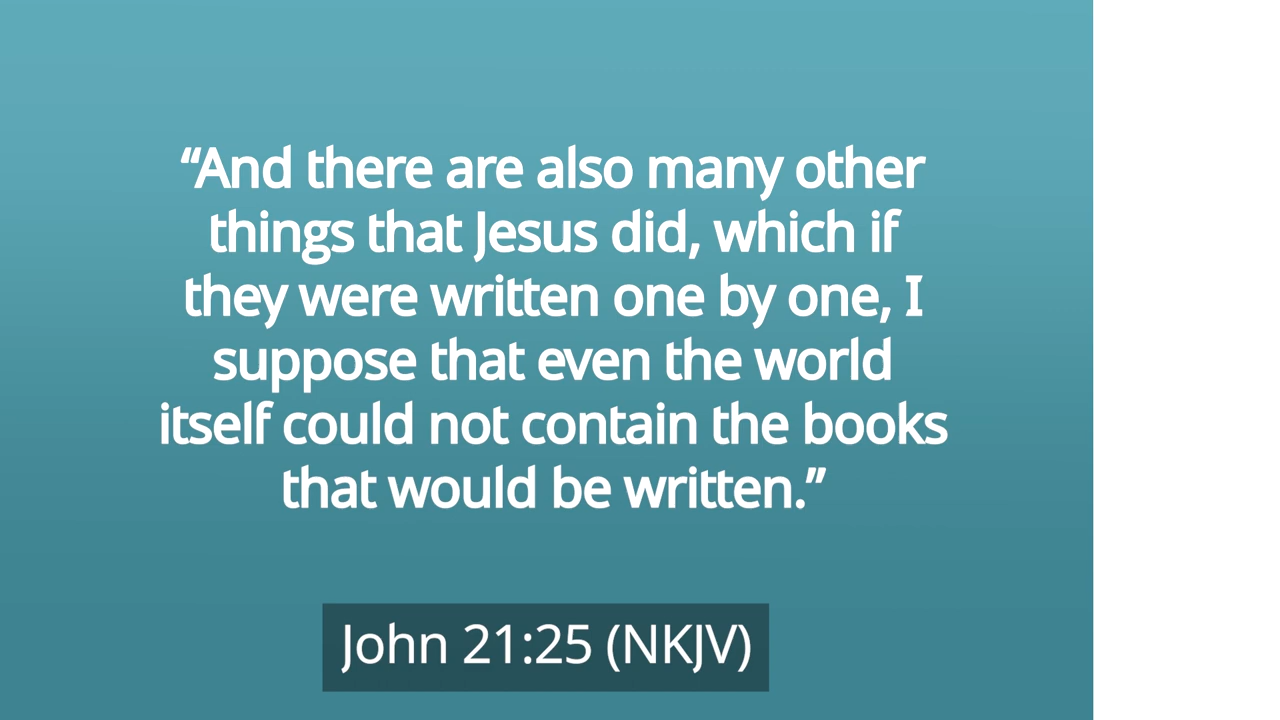 “And there are also many other
things that Jesus did, which if
they were written one by one, I
suppose that even the world
itself could not contain the books
that would be written.”
John 21:25 (NKJV)